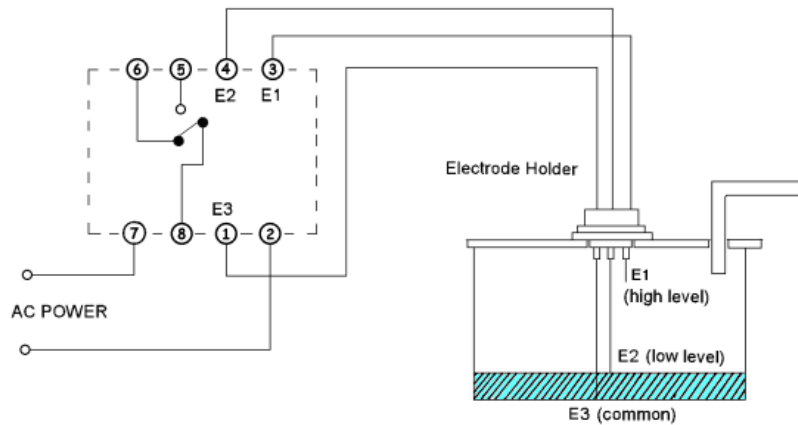 6 5 4 3
E2 E1
Electrode Holder
E3
7 8 1 2
E1
(high level)
AC POWER
E2 (low level)
E3 (common)